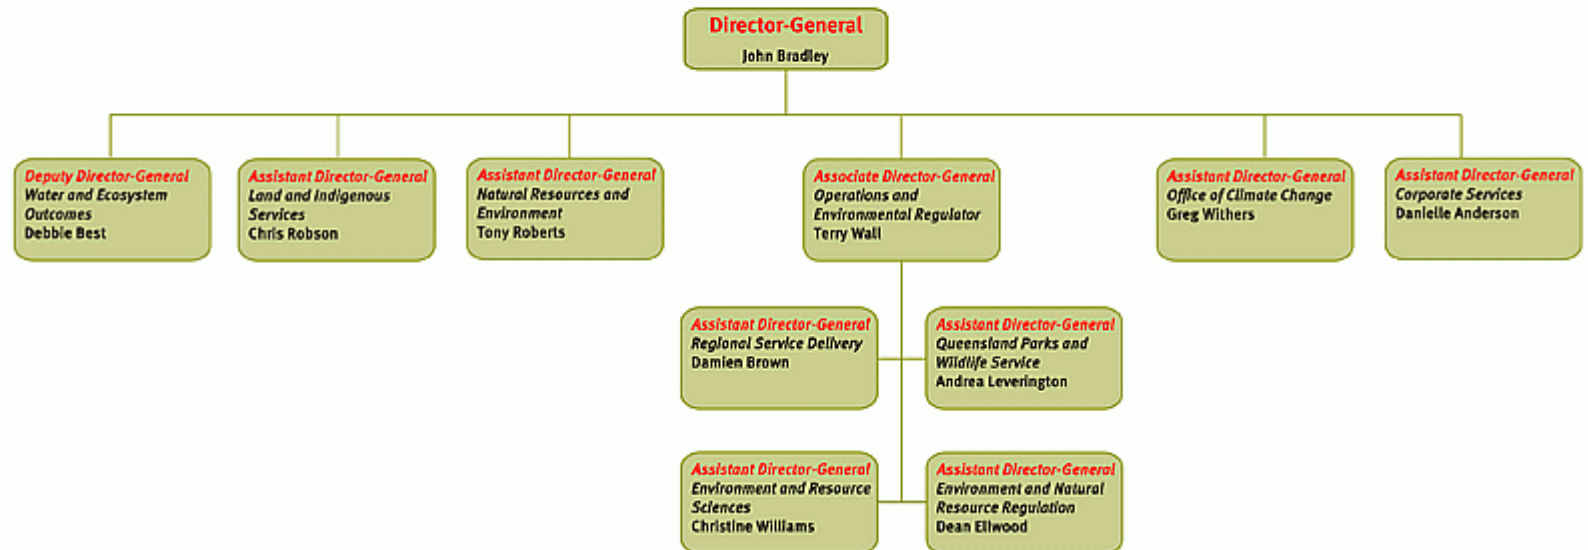 Director-General
John Bradley
Deputy Director-General
Water and Ecosystem
Outcomes
Debbie Best
Assistant Director-General
Land and Indigenous
Services
Chris Robson
Assistant Director-General
Natural Resources and
Environment
Tony Roberts
Associate Director-General
Operations and
Environmental Regulator
Terry Wall
Assistant Director-General
Office of Climate Change
Greg Withers
Assistant Director-General
Corporate Services
Danielle Anderson
Assistant Director-General
Regional Service Delivery
Damien Brown
Assistant Director-General
Queensland Parks and
Wildlife Service
Andrea Leverington
Assistant Director-General
Environment and Resource
Sciences
Christine Williams
Assistant Director-General
Environment and Natural
Resource Regulation
Dean Ellwood